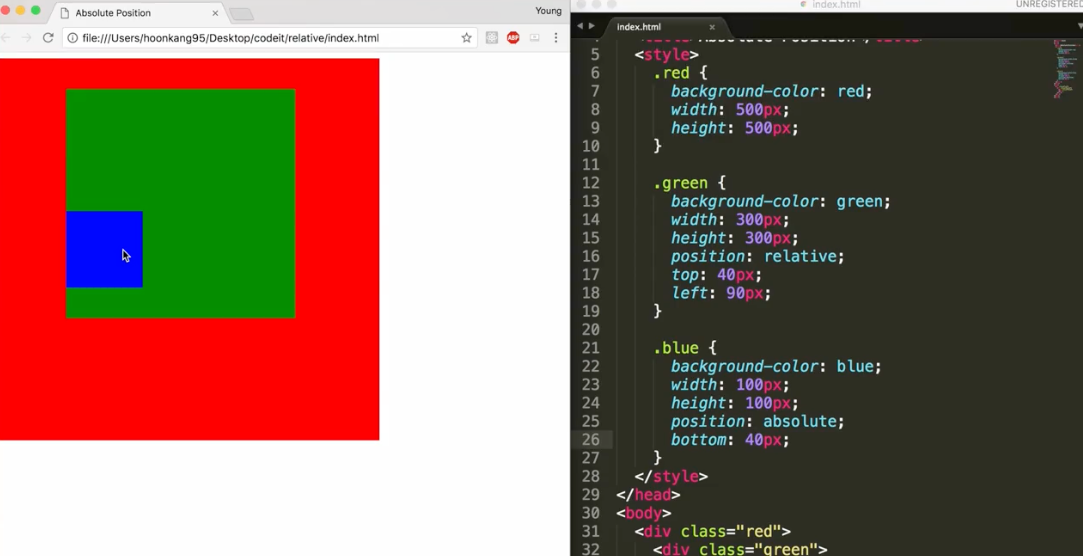 Absolute Position
Young
file:///Users/hoonkang95/Desktop/codeit/relative/index.html
ABP
index.html
UNREGISTERED
index.html
5 <style>
6 .red {
7 background-color: red;
8 width: 500px;
9 height: 500px;
10 }
11
12 .green {
13 background-color: green;
14 width: 300px;
15 height: 300px;
16 position: relative;
17 top: 40px;
18 left: 90px;
19 }
20
21 .blue {
22 background-color: blue;
23 width: 100px;
24 height: 100px;
25 position: absolute;
26 bottom: 40px;
27 }
28 </style>
29 </head>
30 <body>
31 <div class="red">
32 <div class="green">